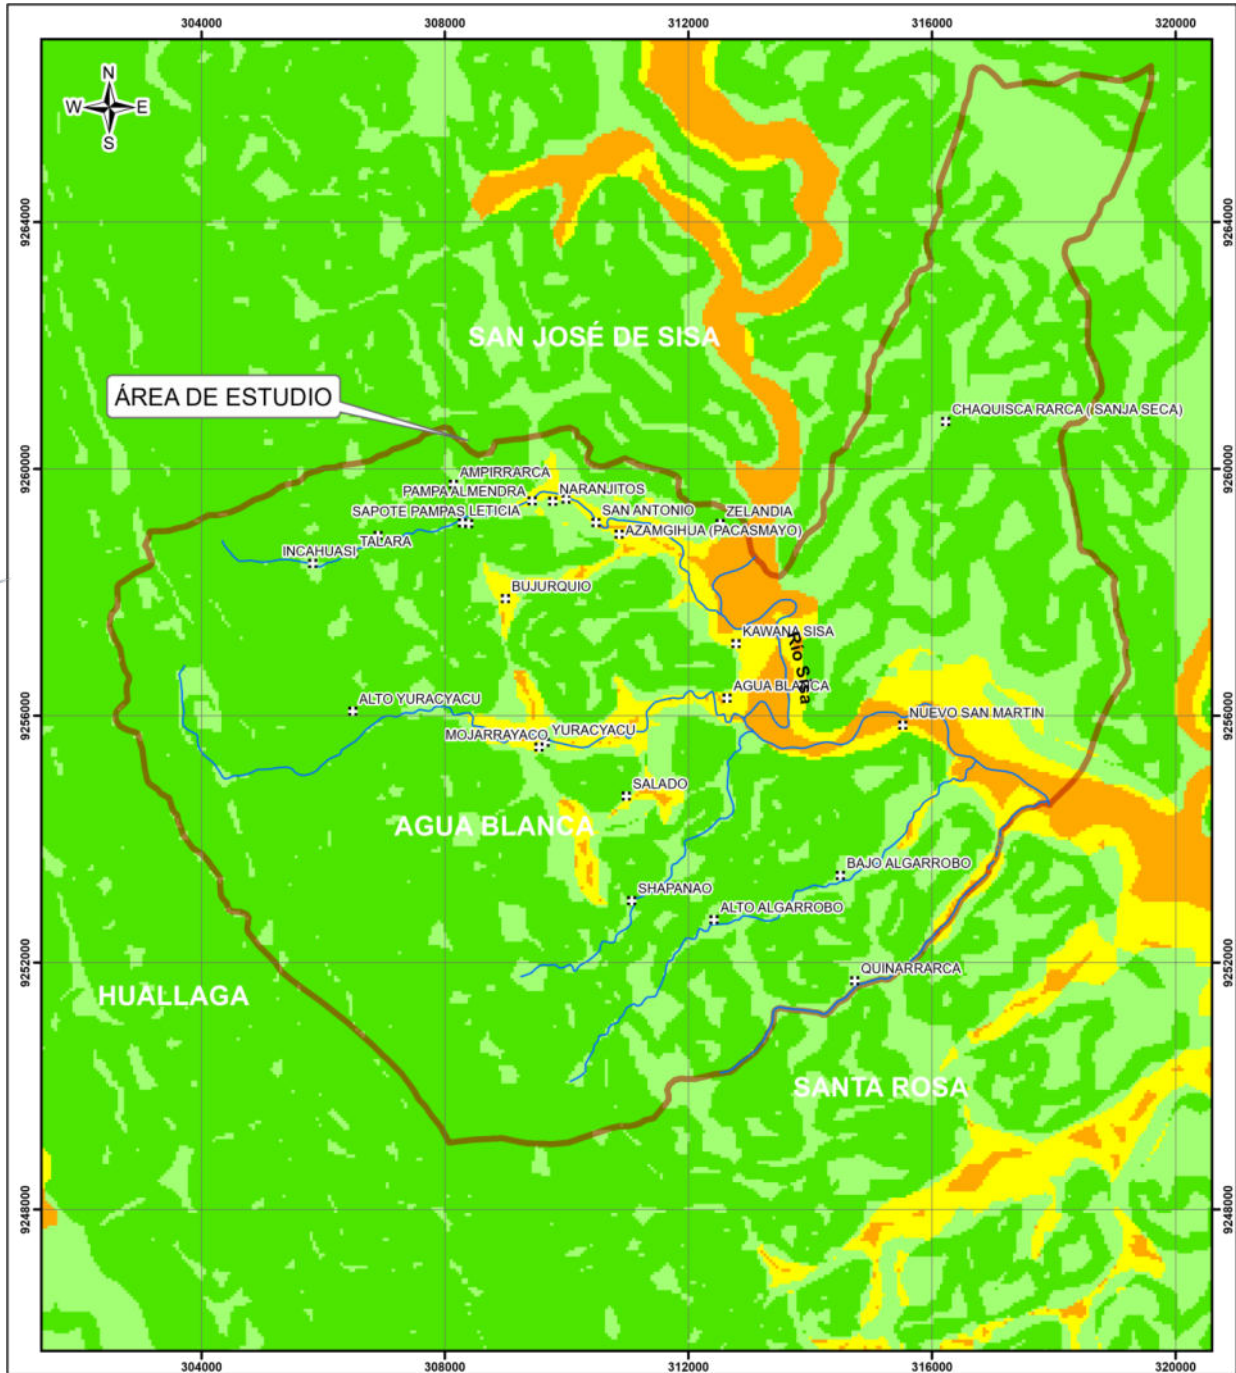 304000 308000 312000 316000 320000
N
W E
S
9264000 9264000
SAN JOSÉ DE SISA
ÁREA DE ESTUDIO
CHAQUISCA RARCA ( SANJA SECA)
9260000 9260000
AMPIRRARCA
PAMPA ALMENDRA NARANJITOS
SAPOTE PAMPAS LETICIA SAN ANTONIO ZELANDIA
AZAMGIHUA (PACASMAYO)
TALARA
INCAHUASI
BUJURQUIO
KAWANA SISA
Río Sisa
ALTO YURACYACU AGUA BLANCA
NUEVO SAN MARTIN
9256000 9256000
MOJARRAYACO YURACYACU
SALADO
AGUA BLANCA
BAJO ALGARROBO
SHAPANAO
ALTO ALGARROBO
9252000 9252000
QUINARRARCA
HUALLAGA
SANTA ROSA
9248000 9248000
304000 308000 312000 316000 320000